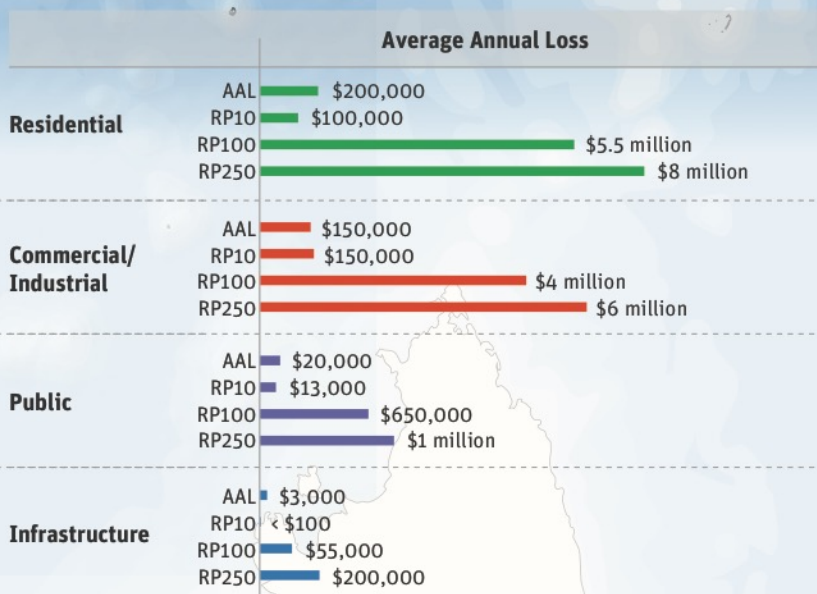 Average Annual Loss
Residential
AAL $200,000
RP10 $100,000
RP100 $5.5 million
RP250 $8 million
Commercial/
Industrial
AAL $150,000
RP10 $150,000
RP100 $4 million
RP250 $6 million
Public
AAL $20,000
RP10 $13,000
RP100 $650,000
RP250 $1 million
Infrastructure
AAL $3,000
RP10 < $100
RP100 $55,000
RP250 $200,000